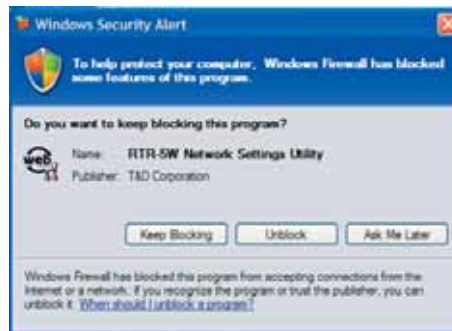 Windows Security Alert
To help protect your computer, Windows Firewall has blocked
some features of this program.
Do you want to keep blocking this program?
web
Name: RTR-5W Network Settings Utility
Publisher: T&D Corporation
Keep Blocking Unblock Ask Me Later
Windows Firewall has blocked this program from accepting connections from the
Internet or a network. If you recognize the program or trust the publisher, you can
unblock it. When should I unblock a program?